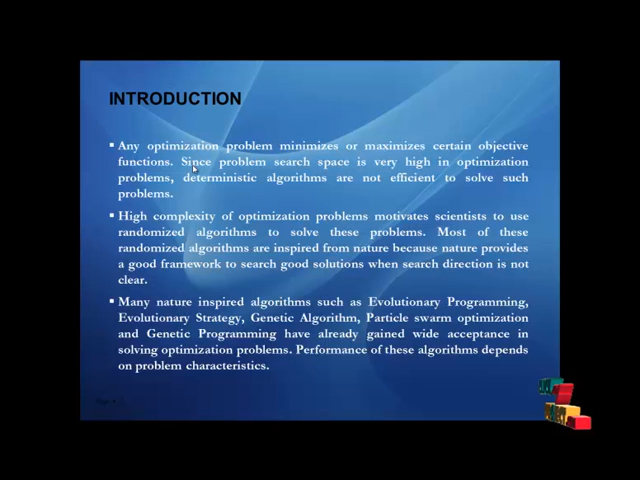 INTRODUCTION
▪ Any optimization problem minimizes or maximizes certain objective
functions. Since problem search space is very high in optimization
problems, deterministic algorithms are not efficient to solve such
problems.
▪ High complexity of optimization problems motivates scientists to use
randomized algorithms to solve these problems. Most of these
randomized algorithms are inspired from nature because nature provides
a good framework to search good solutions when search direction is not
clear.
▪ Many nature inspired algorithms such as Evolutionary Programming,
Evolutionary Strategy, Genetic Algorithm, Particle swarm optimization
and Genetic Programming have already gained wide acceptance in
solving optimization problems. Performance of these algorithms depends
on problem characteristics.